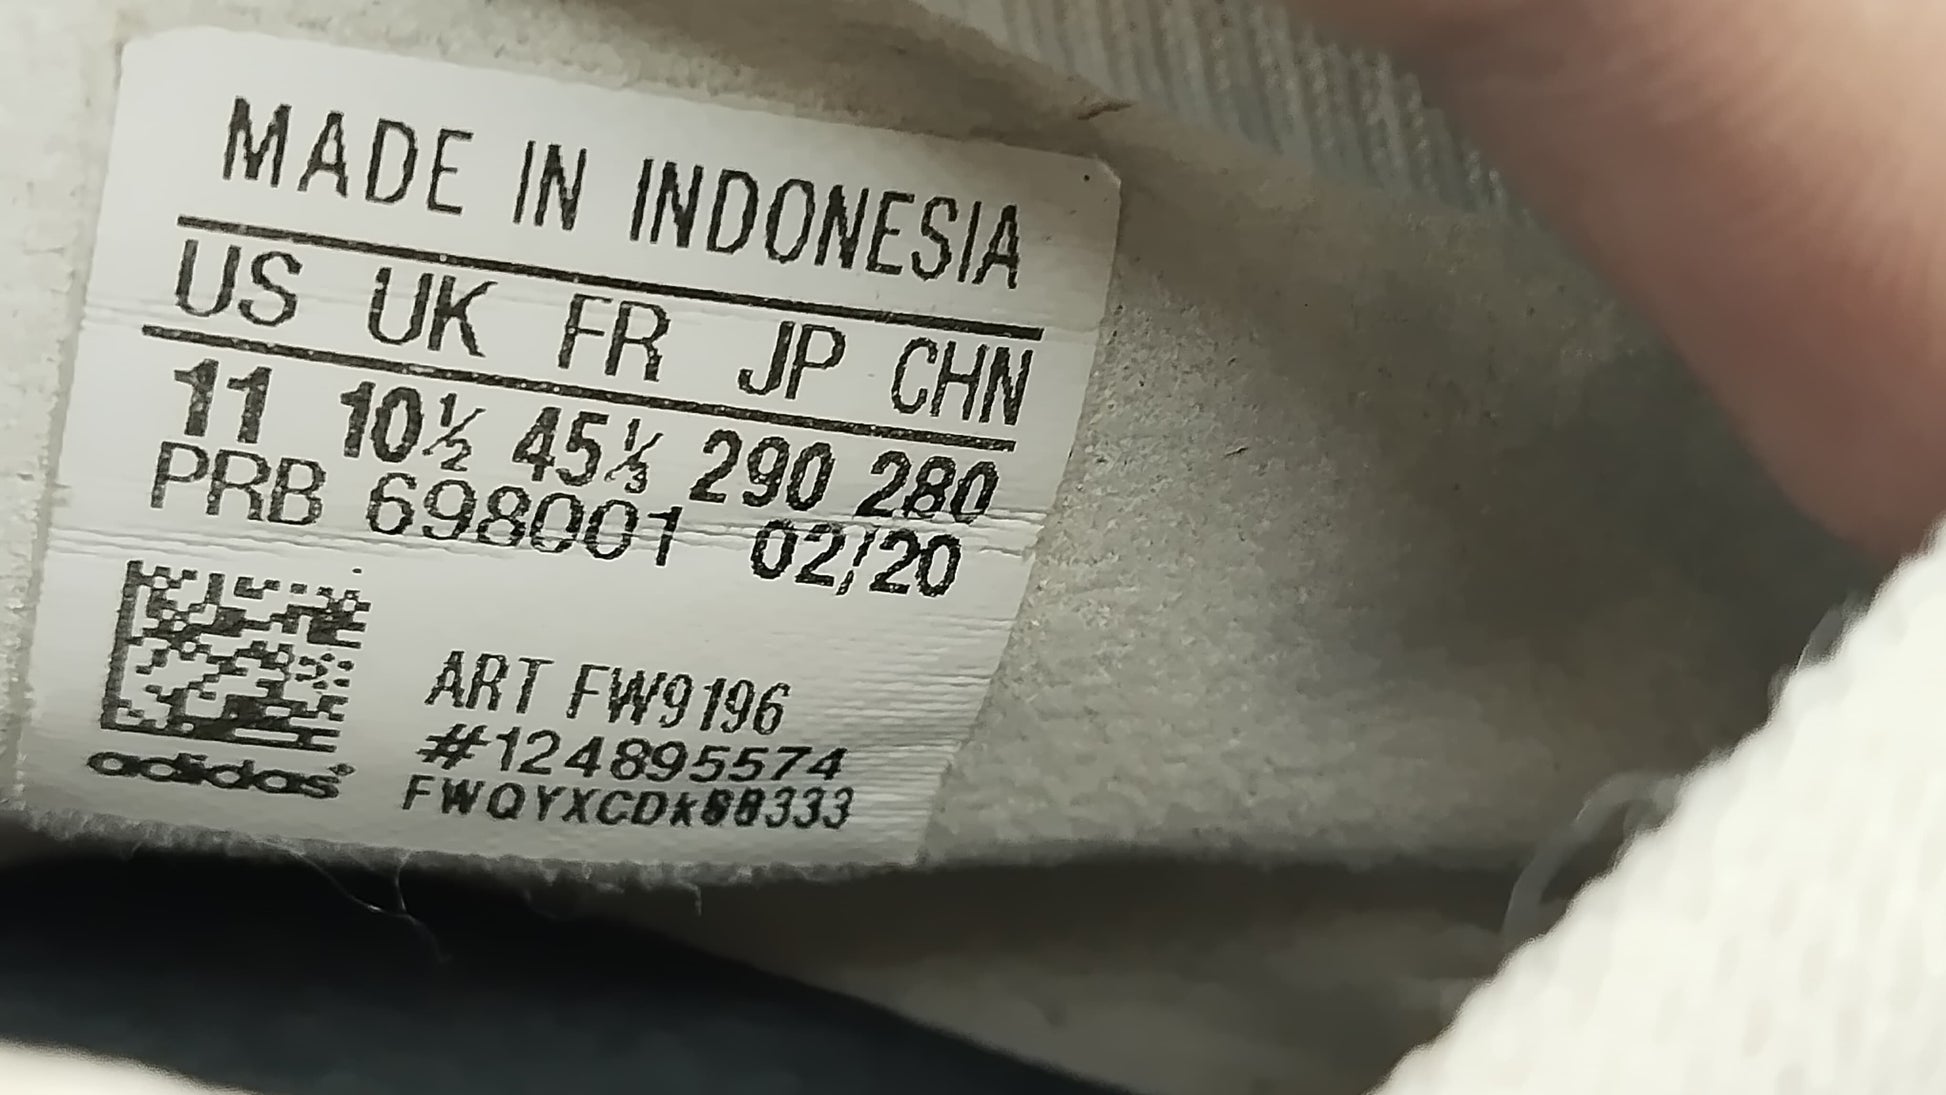 MADE IN INDONESIA
US UK FR JP CHN
11 10½ 45⅓ 290 280
PRB 698001 02/20
ART FW9196
#124895574
adidas®